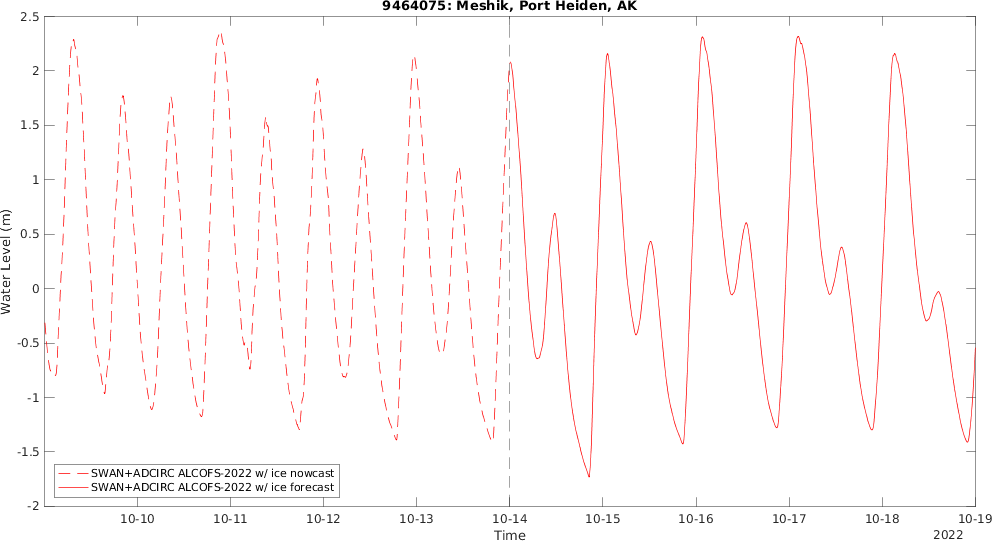 9464075: Meshik, Port Heiden, AK
2.5
2
1.5
1
0.5
0
-0.5
-1
-1.5
-2
Water Level (m)
SWAN+ADCIRC ALCOFS-2022 w/ ice nowcast
SWAN+ADCIRC ALCOFS-2022 w/ ice forecast
10-10 10-11 10-12 10-13 10-14 10-15 10-16 10-17 10-18 10-19
Time
2022